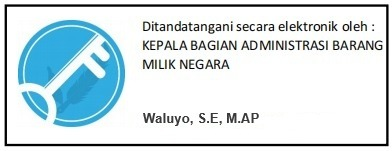 Ditandatangani secara elektronik oleh :
KEPALA BAGIAN ADMINISTRASI BARANG
MILIK NEGARA
Waluyo, S.E, M.AP